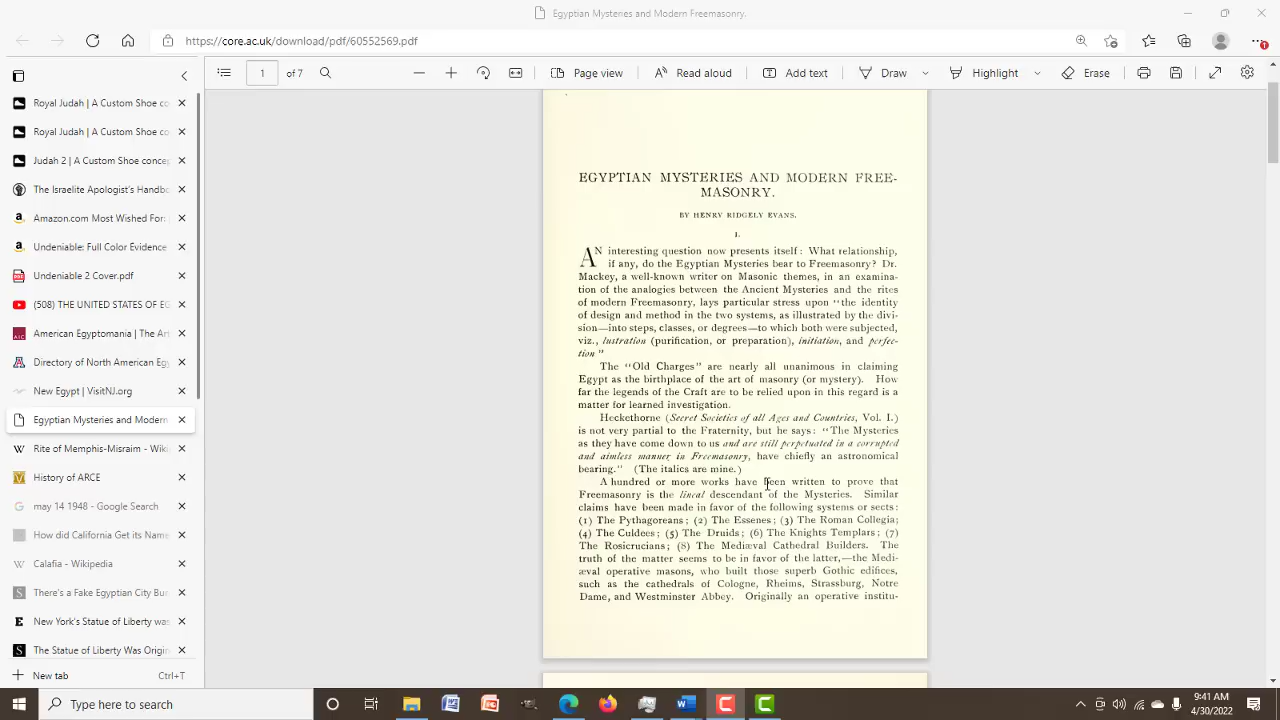 Egyptian Mysteries and Modern Freemasonry.
https://core.ac.uk/download/pdf/60552569.pdf
1 of 7
Page view
Read aloud
Add text
Draw
Highlight
Erase
Royal Judah | A Custom Shoe co
Royal Judah | A Custom Shoe co
Judah 2 | A Custom Shoe concep
The Israelite Apologist's Handbo
Amazon.com Most Wished For:
Undeniable: Full Color Evidence
Undeniable 2 Cover.pdf
(508) THE UNITED STATES OF EG
American Egyptomania | The Art
Directory of North American Eg
New Egypt | VisitNJ.org
Egyptian Mysteries and Modern
Rite of Memphis-Misraim - Wiki
History of ARCE
may 14 1948 - Google Search
How did California Get its Name
Calafia - Wikipedia
There's a Fake Egyptian City Bur
New York's Statue of Liberty was
The Statue of Liberty Was Origin
New tab Ctrl+T
EGYPTIAN MYSTERIES AND MODERN FREE-
MASONRY.
BY HENRY RIDGELY EVANS.
I.
AN interesting question now presents itself: What relationship,
if any, do the Egyptian Mysteries bear to Freemasonry? Dr.
Mackey, a well-known writer on Masonic themes, in an examina-
tion of the analogies between the Ancient Mysteries and the rites
of modern Freemasonry, lays particular stress upon "the identity
of design and method in the two systems, as illustrated by the divi-
sion—into steps, classes, or degrees—to which both were subjected,
viz., lustration (purification, or preparation), initiation, and perfec-
tion"
The "Old Charges" are nearly all unanimous in claiming
Egypt as the birthplace of the art of masonry (or mystery). How
far the legends of the Craft are to be relied upon in this regard is a
matter for learned investigation.
Heckethorne (Secret Societies of all Ages and Countries, Vol. I.)
is not very partial to the Fraternity, but he says: "The Mysteries
as they have come down to us and are still perpetuated in a corrupted
and aimless manner in Freemasonry, have chiefly an astronomical
bearing." (The italics are mine.)
A hundred or more works have been written to prove that
Freemasonry is the lineal descendant of the Mysteries. Similar
claims have been made in favor of the following systems or sects:
(1) The Pythagoreans; (2) The Essenes; (3) The Roman Collegia;
(4) The Culdees; (5) The Druids; (6) The Knights Templars; (7)
The Rosicrucians; (8) The Mediæval Cathedral Builders. The
truth of the matter seems to be in favor of the latter,—the Medi-
æval operative masons, who built those superb Gothic edifices,
such as the cathedrals of Cologne, Rheims, Strassburg, Notre
Dame, and Westminster Abbey. Originally an operative institu-
Type here to search
9:41 AM
4/30/2022